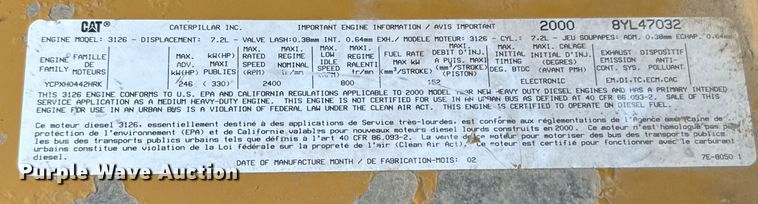 CAT CATERPILLAR INC. IMPORTANT ENGINE INFORMATION / AVIS IMPORTANT 2000 8YL47032
ENGINE MODEL: 3126 - DISPLACEMENT: 7.2L - VALVE LASH:0.38mm INT. 0.64mm EXH./ MODELE MOTEUR: 3126 - CYL.: 7.2L - JEU SOUPAPES: ADM. 0.38mm ECHAP. 0.64mm
ENGINE FAMILY FAMILLE DE MOTEURS
MAX. ADV. kW(HP) MAXI. PUBLIES kW(HP)
RATED SPEED (RPM) MAXI. REGIME NOMINAL (tr/mn)
LOW IDLE SPEED MAXI. REGIME RALENTI tr/mn
FUEL RATE MAX (mm³/STROKE) MAXI. DEBIT D'INJ. A PUIS. MAXI (mm³/STROKE) (PISTON)
INITIAL TIMING DEG. BTDC MAXI. CALAGE INITIAL D'INJ. (DEGRES) (AVANT PMH)
EXHAUST EMISSION CONT. SYS. DISPOSITIF ANTI-
YCPXH0442HRK 246 ( 330) 2400 800 152 ELECTRONIC EM.DI.TC.ECM.CAC
THIS 3126 ENGINE CONFORMS TO U.S. EPA AND CALIFORNIA REGULATIONS APPLICABLE TO 2000 MODEL YEAR NEW HEAVY DUTY DIESEL ENGINES AND HAS A PRIMARY INTENDED
SERVICE APPLICATION AS A MEDIUM HEAVY-DUTY ENGINE. THIS ENGINE IS NOT CERTIFIED FOR USE IN AN URBAN BUS AS DEFINED BY 40 CFR 86.093-2. SALE OF THIS
ENGINE FOR USE IN AN URBAN BUS IS A VIOLATION OF FEDERAL LAW UNDER THE CLEAN AIR ACT. THIS ENGINE IS CERTIFIED TO OPERATE ON DIESEL FUEL.
Ce moteur diesel 3126, essentiellement destiné à des applications de Service très-lourdes, est conforme aux réglementations de l'Agence américaine de
protection de l'environnement (EPA) et de Californie, valables pour nouveaux moteurs diesel lourds construits en 2000. Ce moteur n'est homologué pas pour
les bus des transports publics urbains tels que définis à l'art 40 CFR 86.093-2. La vente de ce moteur pour motoriser des bus des transports publics
urbains constitue une violation de la Loi fédérale sur la propreté de l'air (Clean Air Act). Ce moteur est certifié pour fonctionner avec le carburant
diesel.
DATE OF MANUFACTURE MONTH / DE FABRICATION-MOIS: 02
7E-8050 1
Purple Wave Auction